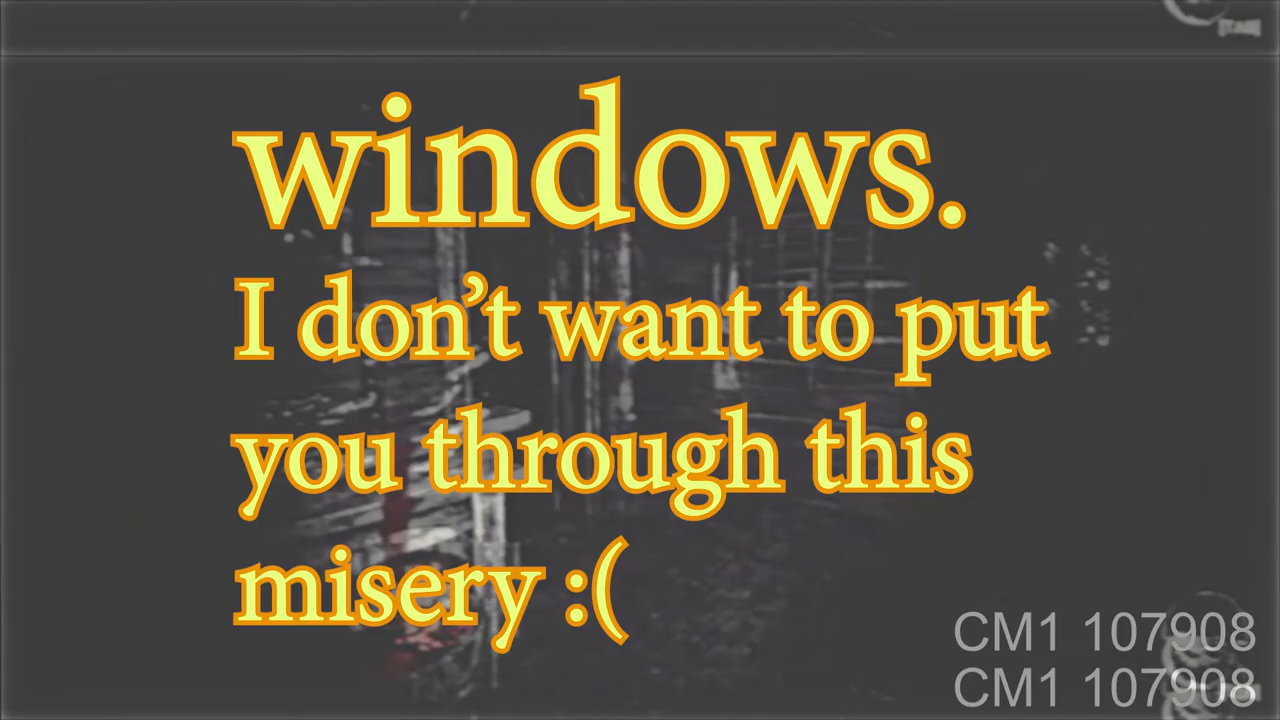 windows.
I don’t want to put
you through this
misery :(
CM1 107908
CM1 107908